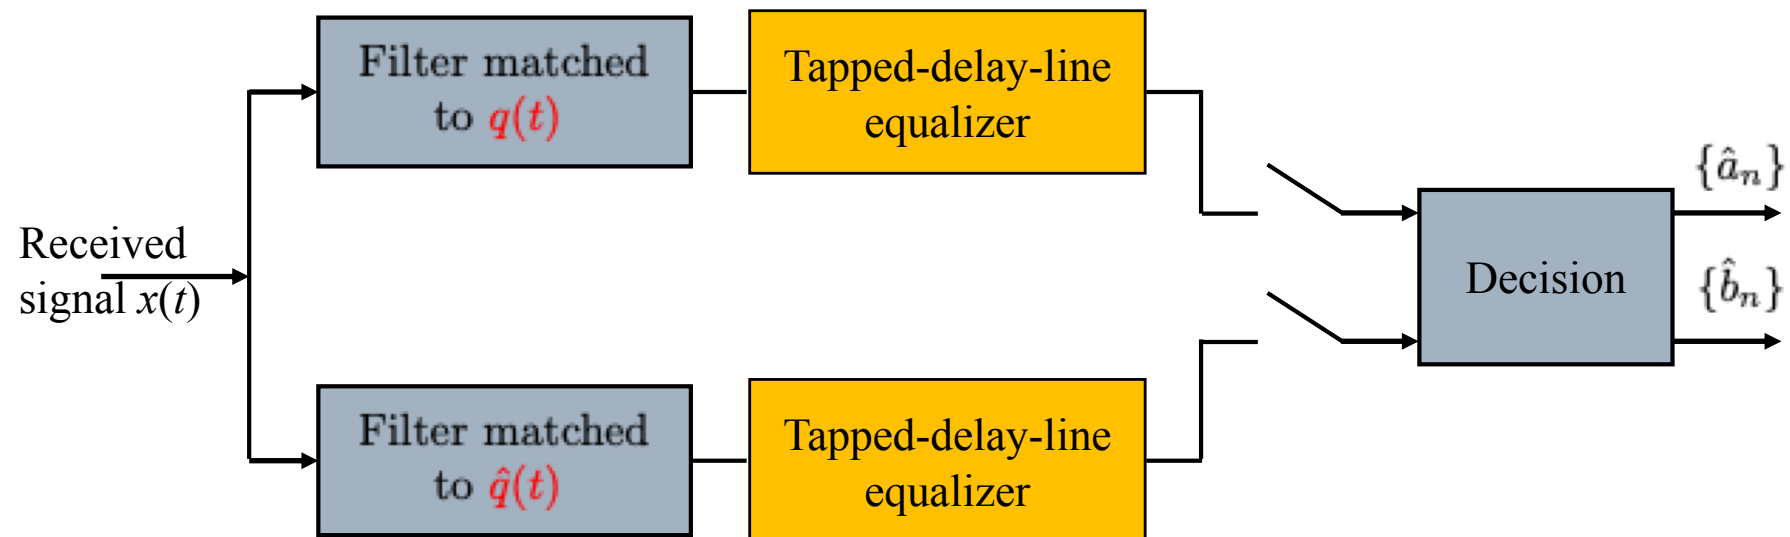 Filter matched
to q(t)
Tapped-delay-line
equalizer
Received
signal x(t)
{â_n}
Decision
{b̂_n}
Filter matched
to q̂(t)
Tapped-delay-line
equalizer